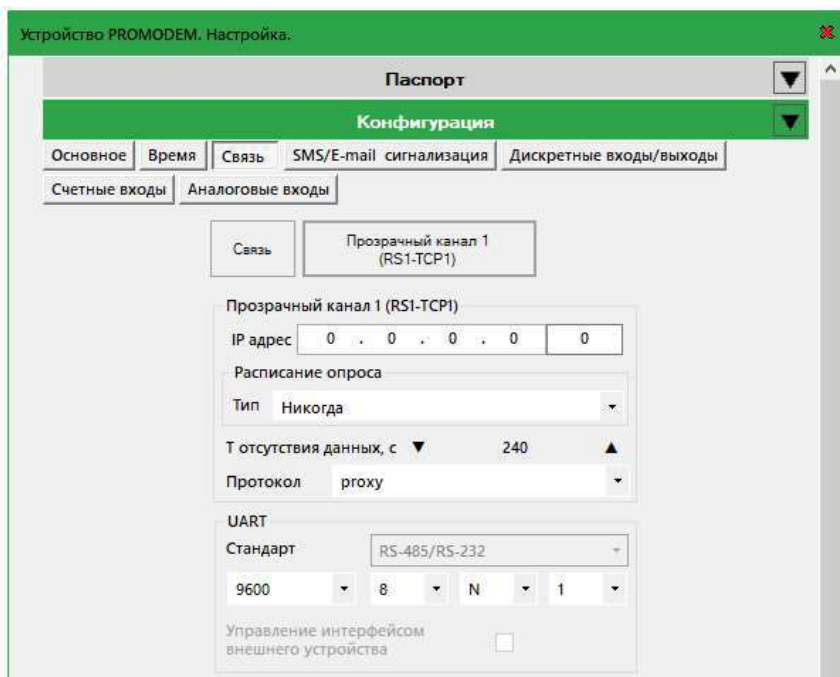 Устройство PROMODEM. Настройка.
Паспорт
Конфигурация
Основное Время Связь SMS/E-mail сигнализация Дискретные входы/выходы
Счетные входы Аналоговые входы
Связь
Прозрачный канал 1
(RS1-TCP1)
Прозрачный канал 1 (RS1-TCP1)
IP адрес 0 . 0 . 0 . 0 0
Расписание опроса
Тип Никогда
Т отсутствия данных, с 240
Протокол proxy
UART
Стандарт RS-485/RS-232
9600 8 N 1
Управление интерфейсом
внешнего устройства